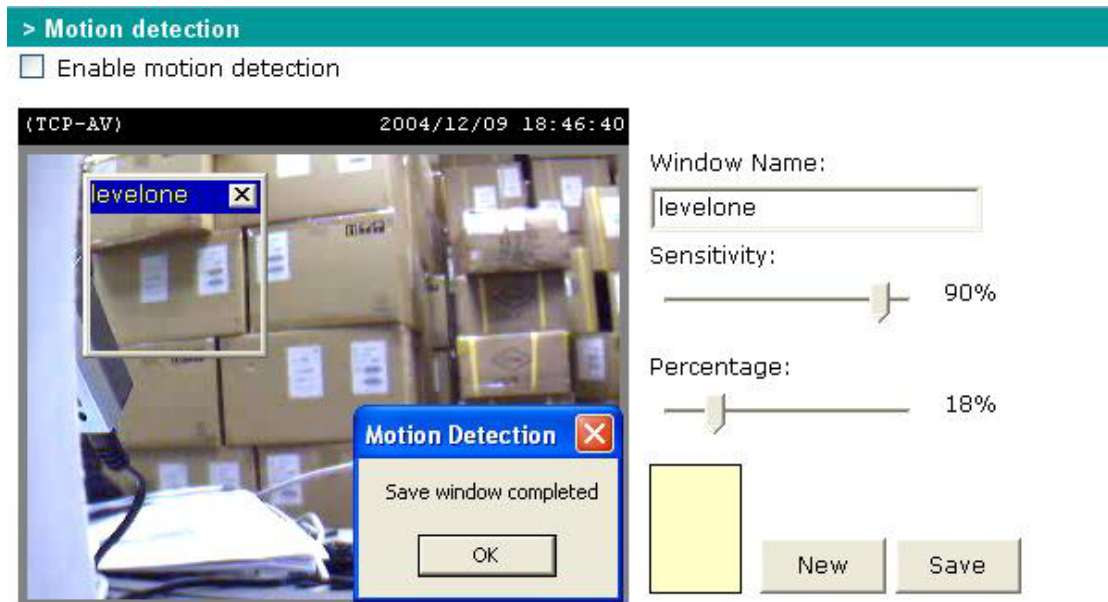 > Motion detection
Enable motion detection
(TCP-AV) 2004/12/09 18:46:40
levelone
Window Name:
levelone
Sensitivity:
90%
Percentage:
18%
Motion Detection
Save window completed
OK
New
Save